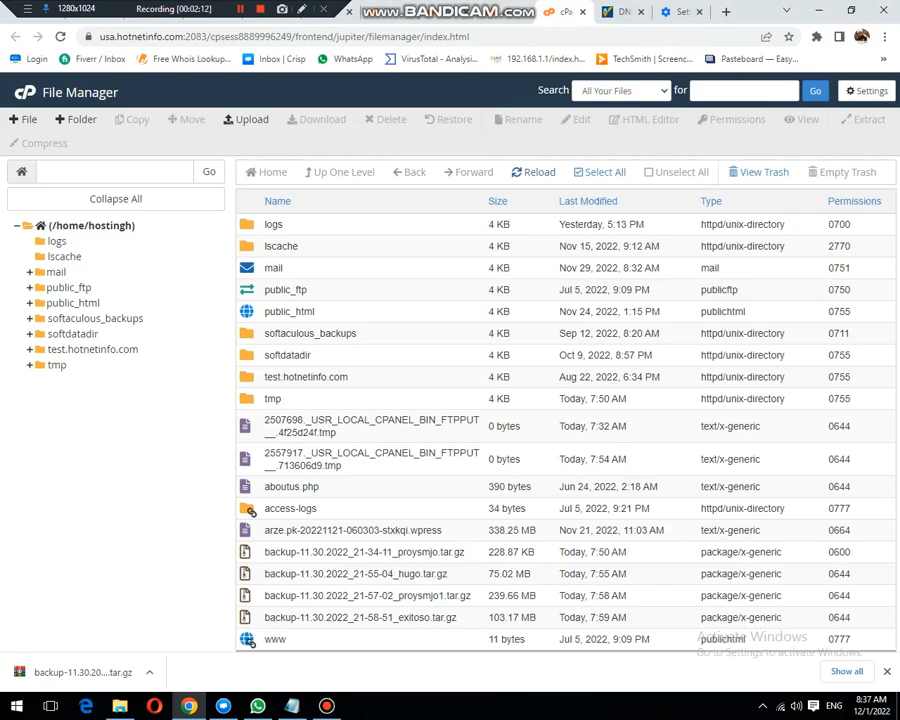 1280x1024
Recording [00:02:12]
www.BANDICAM.com
cPa
DN
Set
usa.hotnetinfo.com:2083/cpsess8889996249/frontend/jupiter/filemanager/index.html
Login
Fiverr / Inbox
Free Whois Lookup...
Inbox | Crisp
WhatsApp
VirusTotal - Analysi...
192.168.1.1/index.h...
TechSmith | Screenc...
Pasteboard — Easy...
cP File Manager
Search
All Your Files
for
Go
Settings
File
Folder
Copy
Move
Upload
Download
Delete
Restore
Rename
Edit
HTML Editor
Permissions
View
Extract
Compress
Go
Home
Up One Level
Back
Forward
Reload
Select All
Unselect All
View Trash
Empty Trash
Collapse All
(/home/hostingh)
logs
lscache
mail
public_ftp
public_html
softaculous_backups
softdatadir
test.hotnetinfo.com
tmp
Name Size Last Modified Type Permissions
logs 4 KB Yesterday, 5:13 PM httpd/unix-directory 0700
lscache 4 KB Nov 15, 2022, 9:12 AM httpd/unix-directory 2770
mail 4 KB Nov 29, 2022, 8:32 AM mail 0751
public_ftp 4 KB Jul 5, 2022, 9:09 PM publicftp 0750
public_html 4 KB Nov 24, 2022, 1:15 PM publichtml 0755
softaculous_backups 4 KB Sep 12, 2022, 8:20 AM httpd/unix-directory 0711
softdatadir 4 KB Oct 9, 2022, 8:57 PM httpd/unix-directory 0755
test.hotnetinfo.com 4 KB Aug 22, 2022, 6:34 PM httpd/unix-directory 0755
tmp 4 KB Today, 7:50 AM httpd/unix-directory 0755
2507698._USR_LOCAL_CPANEL_BIN_FTPPUT
__.4f25d24f.tmp 0 bytes Today, 7:32 AM text/x-generic 0644
2557917._USR_LOCAL_CPANEL_BIN_FTPPUT
__.713606d9.tmp 0 bytes Today, 7:54 AM text/x-generic 0644
aboutus.php 390 bytes Jun 24, 2022, 2:18 AM text/x-generic 0644
access-logs 34 bytes Jul 5, 2022, 9:21 PM httpd/unix-directory 0777
arze.pk-20221121-060303-stxkqi.wpress 338.25 MB Nov 21, 2022, 11:03 AM text/x-generic 0664
backup-11.30.2022_21-34-11_proysmjo.tar.gz 228.87 KB Today, 7:50 AM package/x-generic 0600
backup-11.30.2022_21-55-04_hugo.tar.gz 75.02 MB Today, 7:55 AM package/x-generic 0644
backup-11.30.2022_21-57-02_proysmjo1.tar.gz 239.66 MB Today, 7:58 AM package/x-generic 0644
backup-11.30.2022_21-58-51_exitoso.tar.gz 103.17 MB Today, 7:59 AM package/x-generic 0644
www 11 bytes Jul 5, 2022, 9:09 PM publichtml 0777
Activate Windows
Go to Settings to activate Windows.
backup-11.30.20....tar.gz
Show all
ENG
8:37 AM
12/1/2022